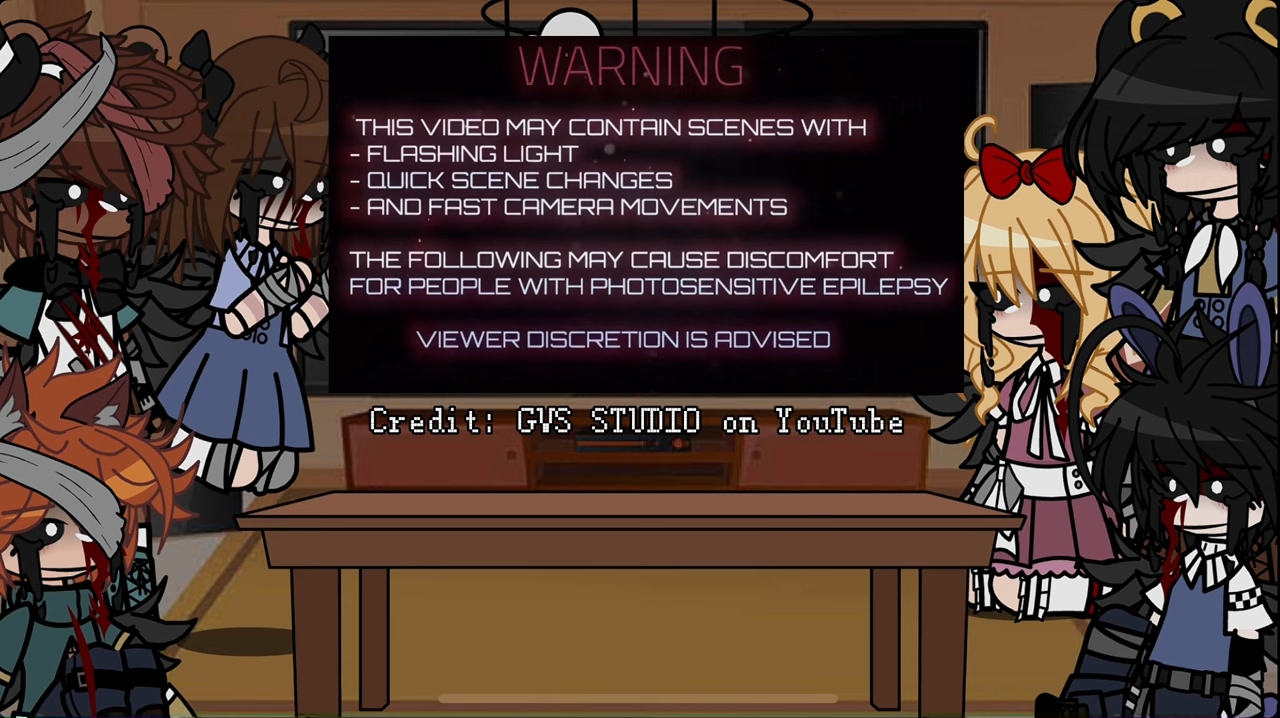 WARNING
THIS VIDEO MAY CONTAIN SCENES WITH
- FLASHING LIGHT
- QUICK SCENE CHANGES
- AND FAST CAMERA MOVEMENTS
THE FOLLOWING MAY CAUSE DISCOMFORT
FOR PEOPLE WITH PHOTOSENSITIVE EPILEPSY
VIEWER DISCRETION IS ADVISED
Credit: GVS STUDIO on YouTube